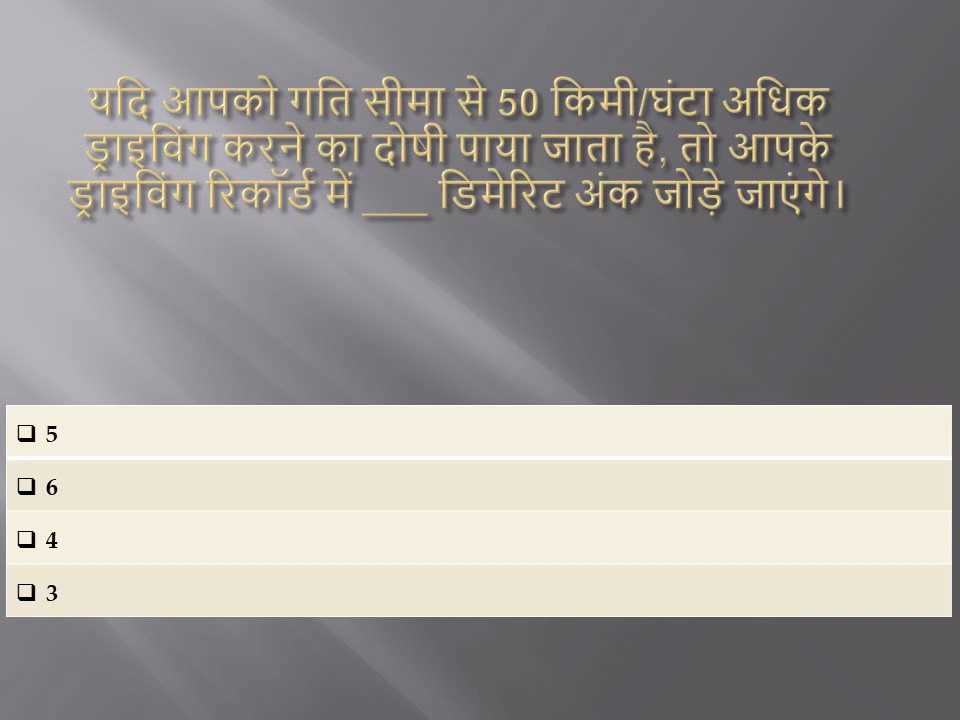 यदि आपको गति सीमा से 50 किमी/घंटा अधिक
ड्राइविंग करने का दोषी पाया जाता है, तो आपके
ड्राइविंग रिकॉर्ड में ___ डिमेरिट अंक जोड़े जाएंगे।
❑ 5
❑ 6
❑ 4
❑ 3